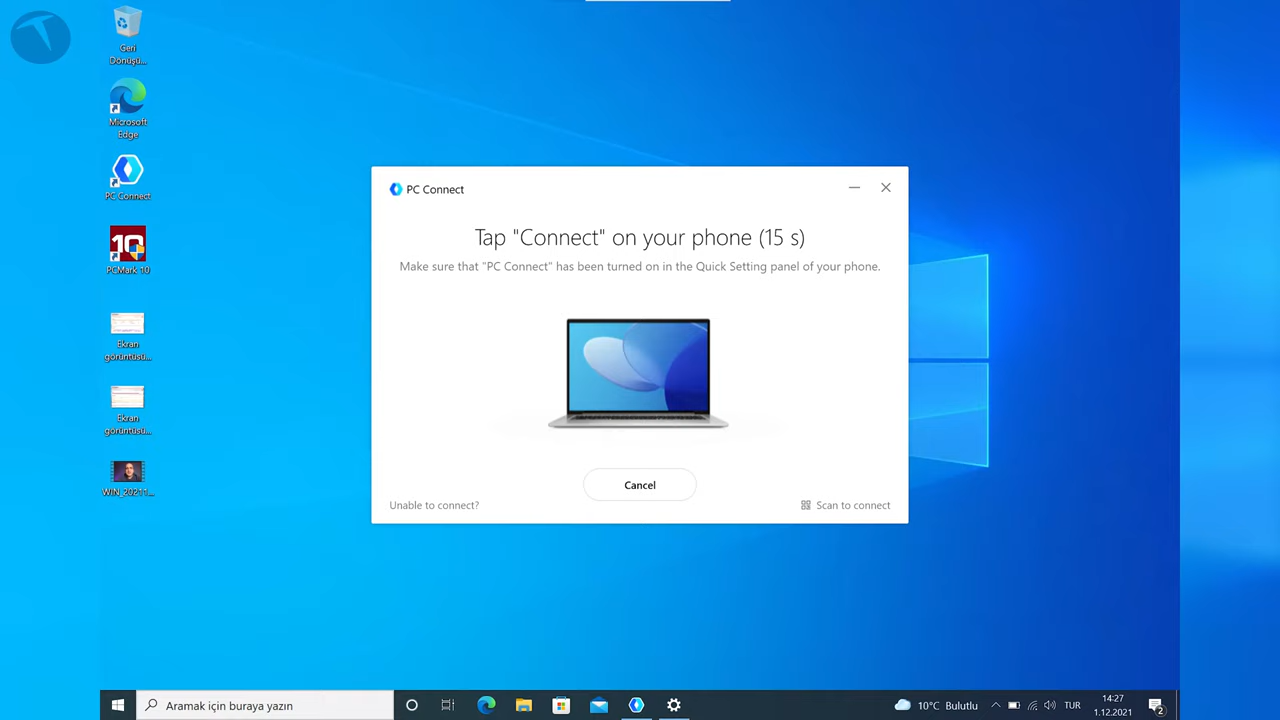 Geri
Dönüşü...
Microsoft
Edge
PC Connect
10
PCMark 10
Ekran
görüntüsü...
Ekran
görüntüsü...
WIN_20211...
PC Connect
Tap "Connect" on your phone (15 s)
Make sure that "PC Connect" has been turned on in the Quick Setting panel of your phone.
Cancel
Unable to connect?
Scan to connect
Aramak için buraya yazın
10°C Bulutlu
TUR
14:27
1.12.2021
2